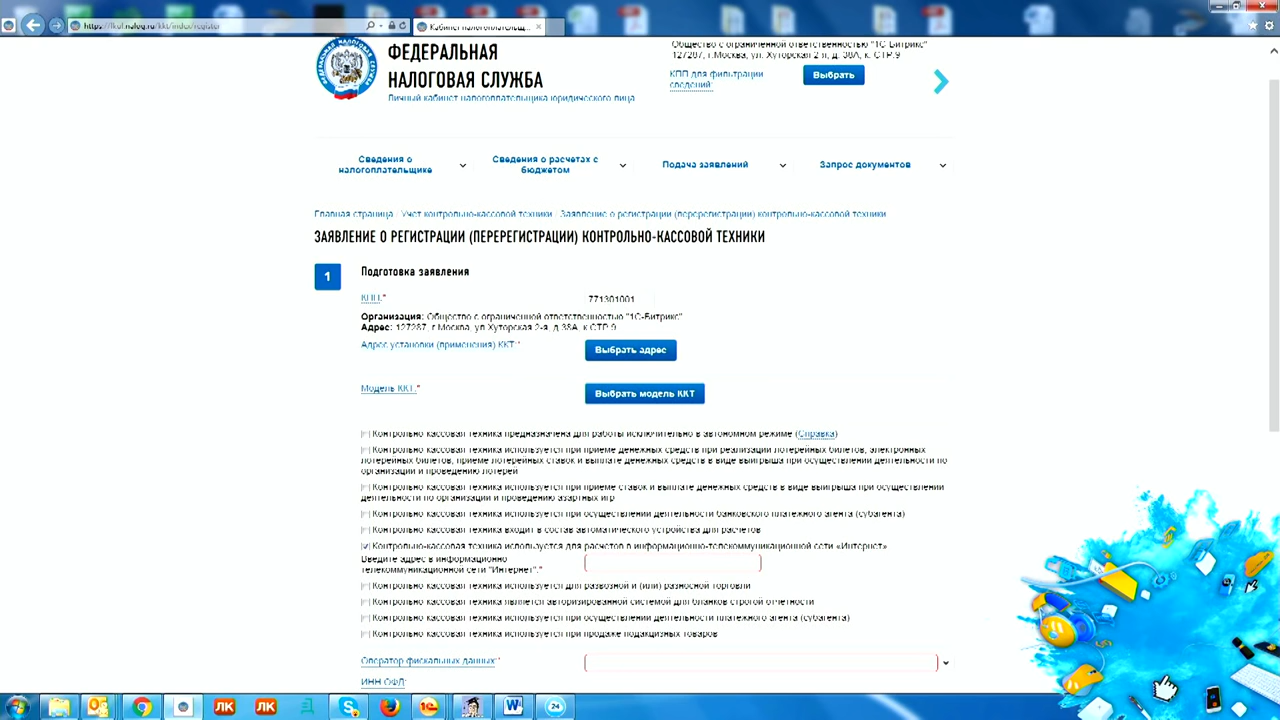 https://lkul.nalog.ru/kkt/index/register
Кабинет налогоплательщ...
ФЕДЕРАЛЬНАЯ
НАЛОГОВАЯ СЛУЖБА
Личный кабинет налогоплательщика юридического лица
Общество с ограниченной ответственностью "1С-Битрикс"
127287, г.Москва, ул. Хуторская 2-я, д. 38А, к. СТР.9
КПП для фильтрации
сведений:
Выбрать
Сведения о
налогоплательщике
Сведения о расчетах с
бюджетом
Подача заявлений
Запрос документов
Главная страница / Учет контрольно-кассовой техники / Заявление о регистрации (перерегистрации) контрольно-кассовой техники
ЗАЯВЛЕНИЕ О РЕГИСТРАЦИИ (ПЕРЕРЕГИСТРАЦИИ) КОНТРОЛЬНО-КАССОВОЙ ТЕХНИКИ
1
Подготовка заявления
КПП:*
771301001
Организация: Общество с ограниченной ответственностью "1С-Битрикс"
Адрес: 127287, г.Москва, ул.Хуторская 2-я, д.38А, к.СТР.9
Адрес установки (применения) ККТ:*
Выбрать адрес
Модель ККТ:*
Выбрать модель ККТ
Контрольно-кассовая техника предназначена для работы исключительно в автономном режиме (Справка)
Контрольно-кассовая техника используется при приеме денежных средств при реализации лотерейных билетов, электронных
лотерейных билетов, приеме лотерейных ставок и выплате денежных средств в виде выигрыша при осуществлении деятельности по
организации и проведению лотерей
Контрольно-кассовая техника используется при приеме ставок и выплате денежных средств в виде выигрыша при осуществлении
деятельности по организации и проведению азартных игр
Контрольно-кассовая техника используется при осуществлении деятельности банковского платежного агента (субагента)
Контрольно-кассовая техника входит в состав автоматического устройства для расчетов
Контрольно-кассовая техника используется для расчетов в информационно-телекоммуникационной сети «Интернет»
Введите адрес в информационно
телекоммуникационной сети "Интернет":*
Контрольно-кассовая техника используется для развозной и (или) разносной торговли
Контрольно-кассовая техника является авторизированной системой для бланков строгой отчетности
Контрольно-кассовая техника используется при осуществлении деятельности платежного агента (субагента)
Контрольно-кассовая техника используется при продаже подакцизных товаров
Оператор фискальных данных:*
ИНН ОФД:
ЛК
ЛК
24